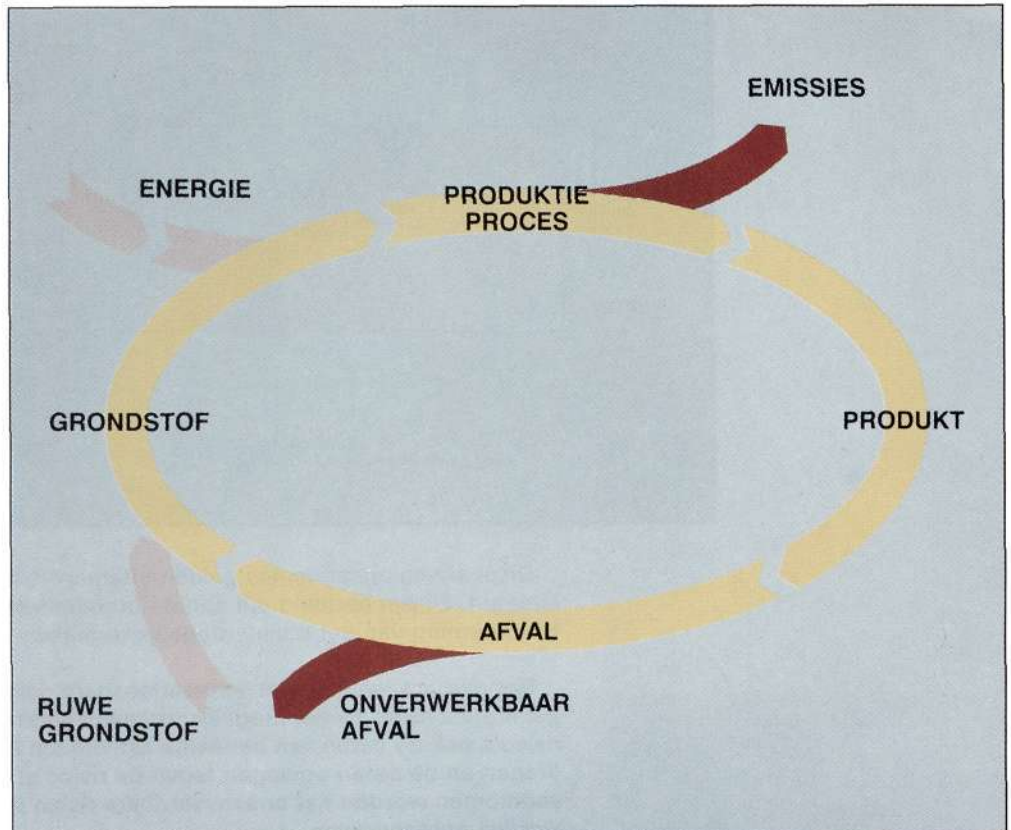 EMISSIES
ENERGIE
PRODUKTIE
PROCES
GRONDSTOF
PRODUKT
AFVAL
RUWE
GRONDSTOF
ONVERWERKBAAR
AFVAL